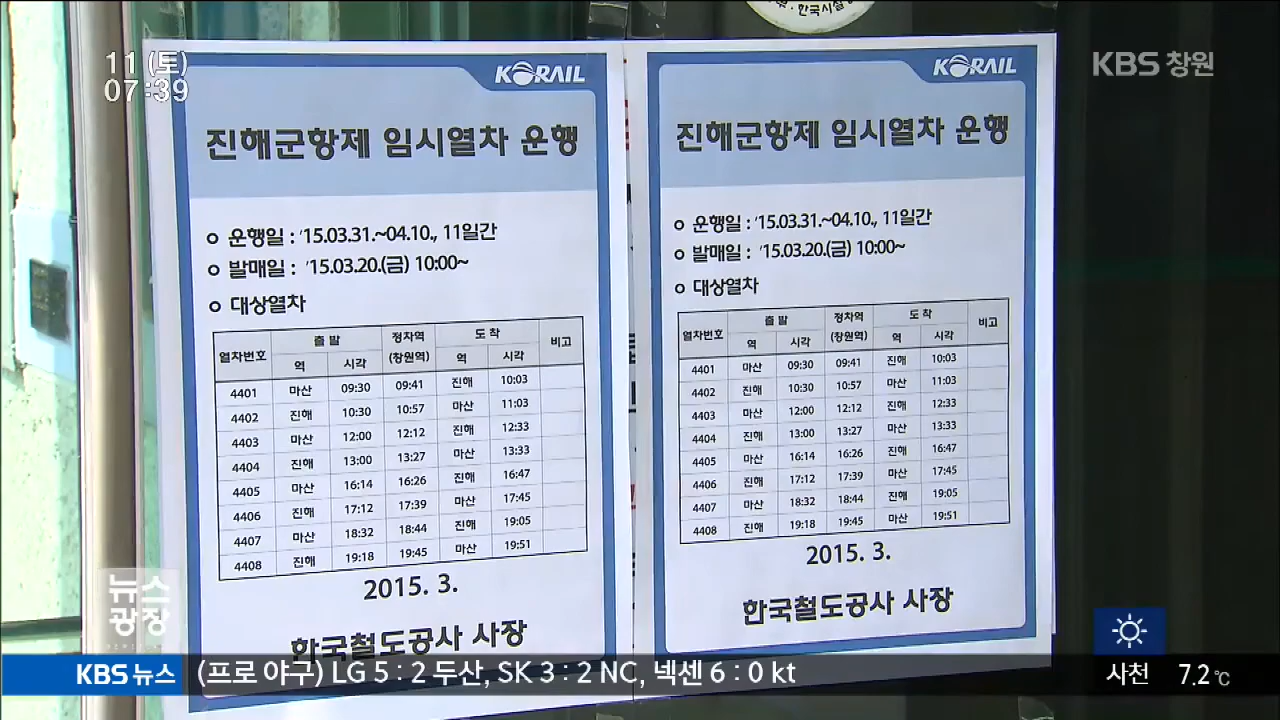 ·한국시설
11 (토)
07:39
KBS 창원
KORAIL
진해군항제 임시열차 운행
o 운행일 : '15.03.31.~04.10., 11일간
o 발매일 : '15.03.20.(금) 10:00~
o 대상열차
열차번호 출 발 정차역 (창원역) 도 착 비고
역 시각 역 시각
4401 마산 09:30 09:41 진해 10:03
4402 진해 10:30 10:57 마산 11:03
4403 마산 12:00 12:12 진해 12:33
4404 진해 13:00 13:27 마산 13:33
4405 마산 16:14 16:26 진해 16:47
4406 진해 17:12 17:39 마산 17:45
4407 마산 18:32 18:44 진해 19:05
4408 진해 19:18 19:45 마산 19:51
2015. 3.
한국철도공사 사장
KORAIL
진해군항제 임시열차 운행
o 운행일 : '15.03.31.~04.10., 11일간
o 발매일 : '15.03.20.(금) 10:00~
o 대상열차
열차번호 출 발 정차역 (창원역) 도 착 비고
역 시각 역 시각
4401 마산 09:30 09:41 진해 10:03
4402 진해 10:30 10:57 마산 11:03
4403 마산 12:00 12:12 진해 12:33
4404 진해 13:00 13:27 마산 13:33
4405 마산 16:14 16:26 진해 16:47
4406 진해 17:12 17:39 마산 17:45
4407 마산 18:32 18:44 진해 19:05
4408 진해 19:18 19:45 마산 19:51
2015. 3.
한국철도공사 사장
뉴스
광장
KBS 뉴스
(프로 야구) LG 5 : 2 두산, SK 3 : 2 NC, 넥센 6 : 0 kt
사천 7.2℃